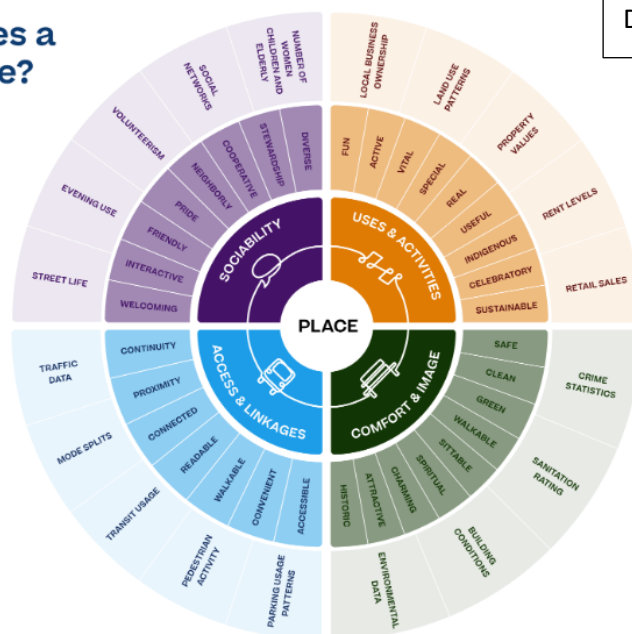 es a
e?
D
PLACE
SOCIABILITY
USES & ACTIVITIES
COMFORT & IMAGE
ACCESS & LINKAGES
WELCOMING
INTERACTIVE
FRIENDLY
PRIDE
NEIGHBORLY
COOPERATIVE
STEWARDSHIP
DIVERSE
FUN
ACTIVE
VITAL
SPECIAL
REAL
USEFUL
INDIGENOUS
CELEBRATORY
SUSTAINABLE
SAFE
CLEAN
GREEN
WALKABLE
SITTABLE
SPIRITUAL
CHARMING
ATTRACTIVE
HISTORIC
ACCESSIBLE
CONVENIENT
WALKABLE
READABLE
CONNECTED
PROXIMITY
CONTINUITY
STREET LIFE
EVENING USE
VOLUNTEERISM
SOCIAL
NETWORKS
NUMBER OF
WOMEN
CHILDREN AND
ELDERLY
LOCAL BUSINESS
OWNERSHIP
LAND USE
PATTERNS
PROPERTY
VALUES
RENT LEVELS
RETAIL SALES
CRIME
STATISTICS
SANITATION
RATING
BUILDING
CONDITIONS
ENVIRONMENTAL
DATA
PARKING USAGE
PATTERNS
PEDESTRIAN
ACTIVITY
TRANSIT USAGE
MODE SPLITS
TRAFFIC
DATA